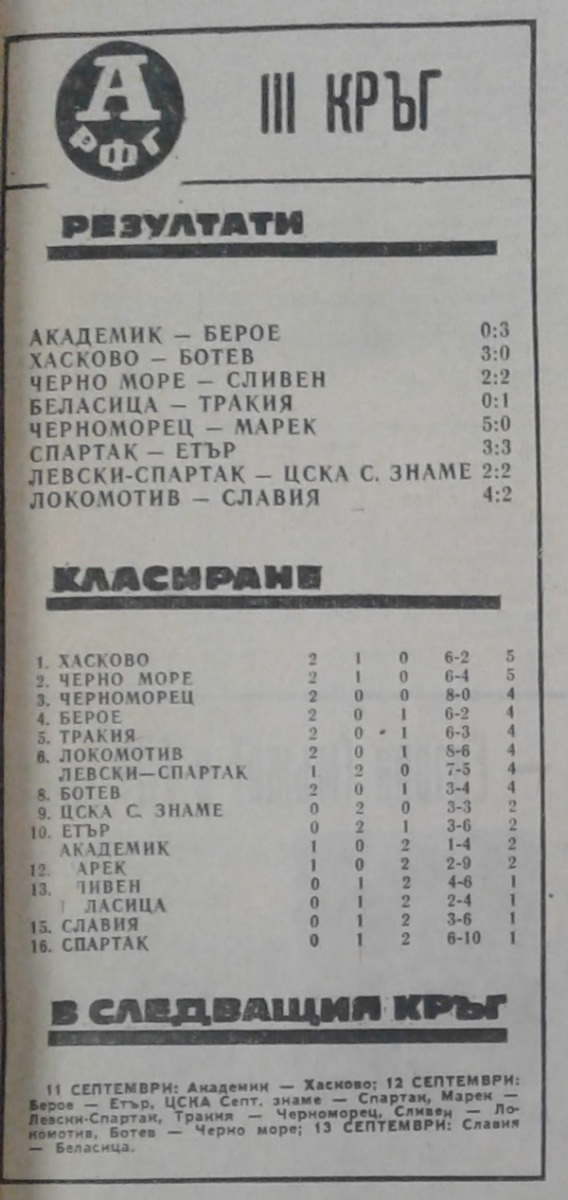 А
РФГ
III КРЪГ
РЕЗУЛТАТИ
АКАДЕМИК — БЕРОЕ 0:3
ХАСКОВО — БОТЕВ 3:0
ЧЕРНО МОРЕ — СЛИВЕН 2:2
БЕЛАСИЦА — ТРАКИЯ 0:1
ЧЕРНОМОРЕЦ — МАРЕК 5:0
СПАРТАК — ЕТЪР 3:3
ЛЕВСКИ-СПАРТАК — ЦСКА С. ЗНАМЕ 2:2
ЛОКОМОТИВ — СЛАВИЯ 4:2
КЛАСИРАНЕ
1. ХАСКОВО 2 1 0 6-2 5
2. ЧЕРНО МОРЕ 2 1 0 6-4 5
3. ЧЕРНОМОРЕЦ 2 0 0 8-0 4
4. БЕРОЕ 2 0 1 6-2 4
5. ТРАКИЯ 2 0 1 6-3 4
6. ЛОКОМОТИВ 2 0 1 8-6 4
ЛЕВСКИ—СПАРТАК 1 2 0 7-5 4
8. БОТЕВ 2 0 1 3-4 4
9. ЦСКА С. ЗНАМЕ 0 2 0 3-3 2
10. ЕТЪР 0 2 1 3-6 2
АКАДЕМИК 1 0 2 1-4 2
12. АРЕК 1 0 2 2-9 2
13. ЛИВЕН 0 1 2 4-6 1
ЛАСИЦА 0 1 2 2-4 1
15. СЛАВИЯ 0 1 2 3-6 1
16. СПАРТАК 0 1 2 6-10 1
В СЛЕДВАЩИЯ КРЪГ
11 СЕПТЕМВРИ: Академик — Хасково; 12 СЕПТЕМВРИ:
Берое — Етър, ЦСКА Септ. знаме — Спартак, Марек —
Левски-Спартак, Тракия — Черноморец, Сливен — Ло-
комотив, Ботев — Черно море; 13 СЕПТЕМВРИ: Славия
— Беласица.